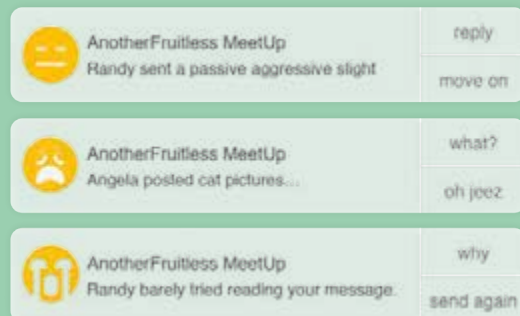 AnotherFruitless MeetUp
Randy sent a passive aggressive slight
reply
move on
AnotherFruitless MeetUp
Angela posted cat pictures...
what?
oh jeez
AnotherFruitless MeetUp
Randy barely tried reading your message.
why
send again